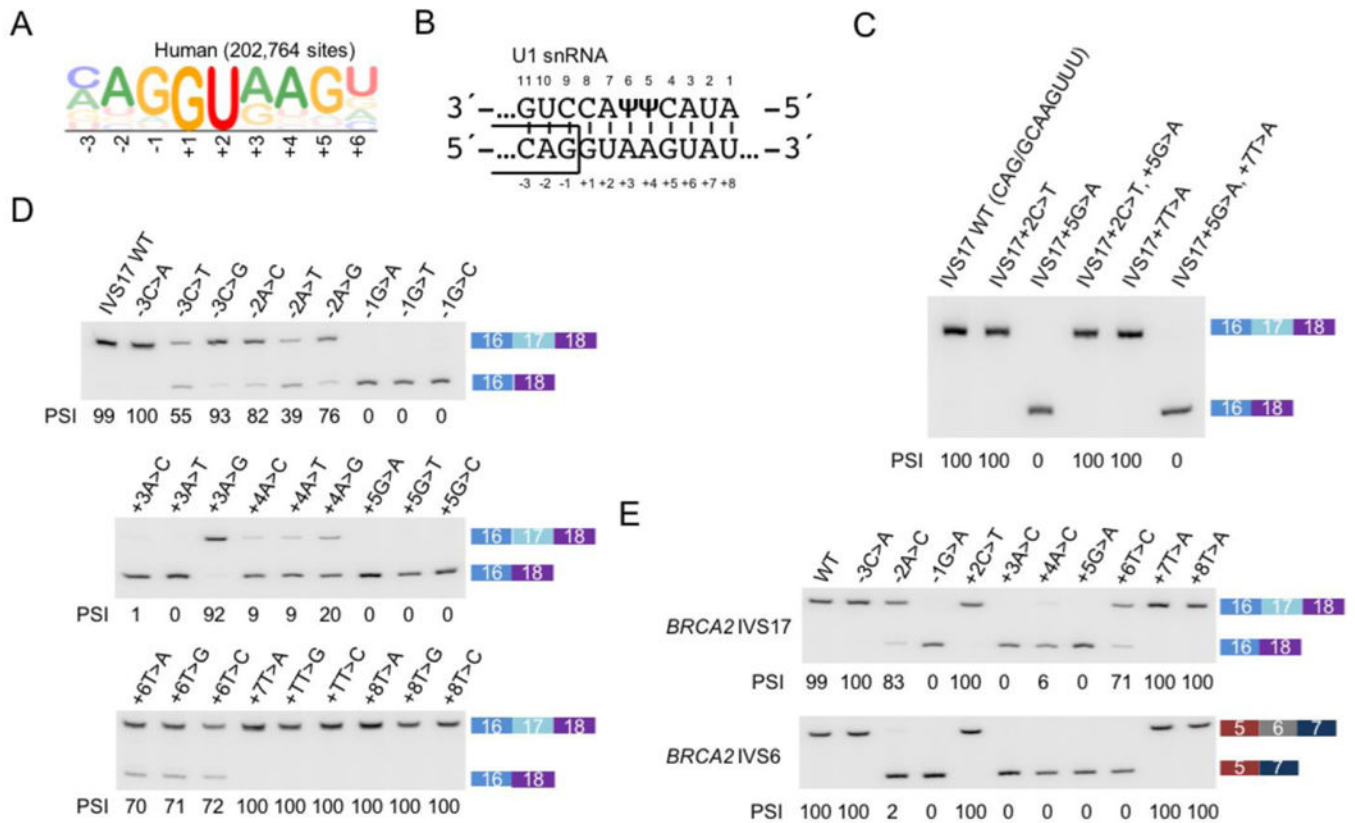 A
Human (202,764 sites)
CAGGUAAGU
-3 -2 -1 +1 +2 +3 +4 +5 +6
B
U1 snRNA
11 10 9 8 7 6 5 4 3 2 1
3´ –...GUCCAΨΨCAUA –5´
5´ –...CAGGUAAGUAU...– 3´
-3 -2 -1 +1 +2 +3 +4 +5 +6 +7 +8
C
IVS17 WT (CAG/GCAAGUUU)
IVS17+2C>T
IVS17+5G>A
IVS17+2C>T, +5G>A
IVS17+7T>A
IVS17+5G>A, +7T>A
16 17 18
16 18
PSI 100 100 0 100 100 0
D
IVS17 WT -3C>A -3C>T -3C>G -2A>C -2A>T -2A>G -1G>A -1G>T -1G>C
16 17 18
16 18
PSI 99 100 55 93 82 39 76 0 0 0
+3A>C +3A>T +3A>G +4A>C +4A>T +4A>G +5G>A +5G>T +5G>C
16 17 18
16 18
PSI 1 0 92 9 9 20 0 0 0
+6T>A +6T>G +6T>C +7T>A +7T>G +7T>C +8T>A +8T>G +8T>C
16 17 18
16 18
PSI 70 71 72 100 100 100 100 100 100
E
WT -3C>A -2A>C -1G>A +2C>T +3A>C +4A>C +5G>A +6T>C +7T>A +8T>A
BRCA2 IVS17
16 17 18
16 18
PSI 99 100 83 0 100 0 6 0 71 100 100
BRCA2 IVS6
5 6 7
5 7
PSI 100 100 2 0 100 0 0 0 0 100 100